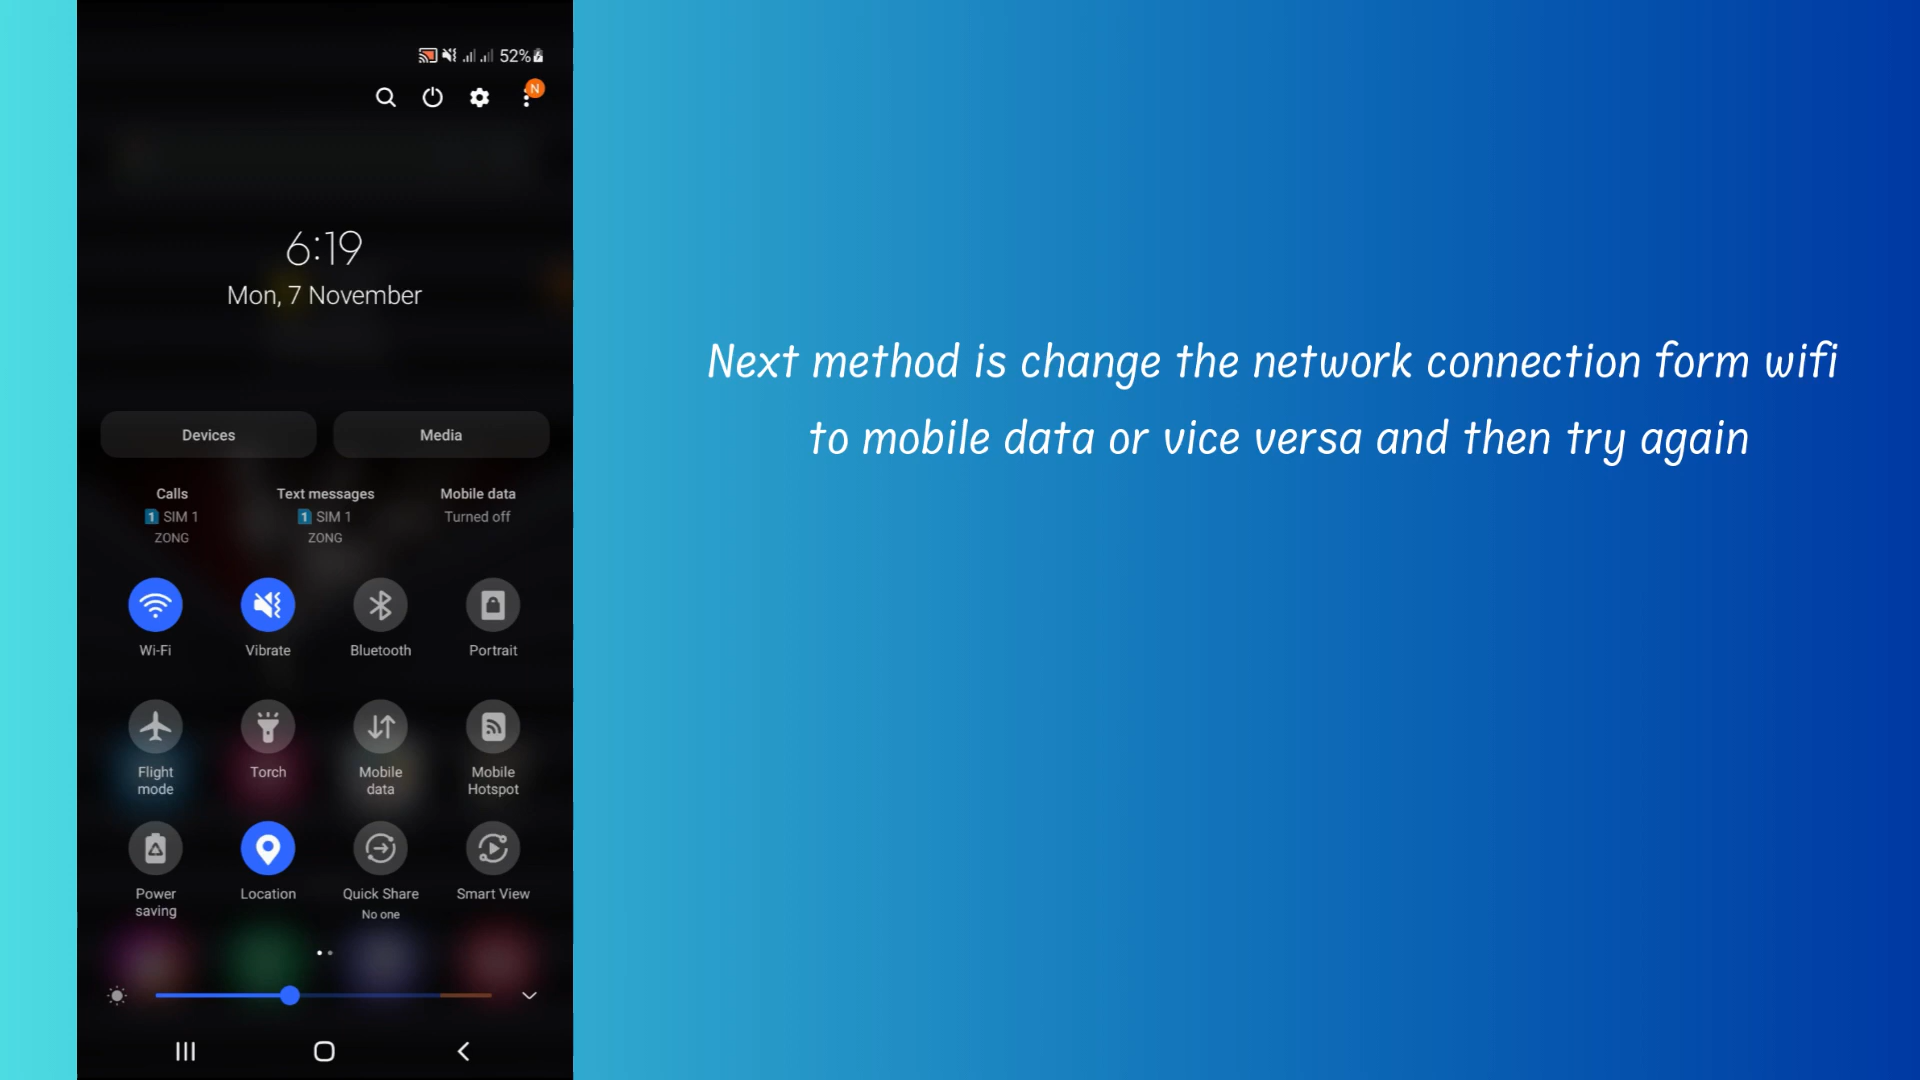 52%
N
6:19
Mon, 7 November
Devices
Media
Calls
1 SIM 1
ZONG
Text messages
1 SIM 1
ZONG
Mobile data
Turned off
Wi-Fi
Vibrate
Bluetooth
Portrait
Flight
mode
Torch
Mobile
data
Mobile
Hotspot
Power
saving
Location
Quick Share
No one
Smart View
Next method is change the network connection form wifi
to mobile data or vice versa and then try again